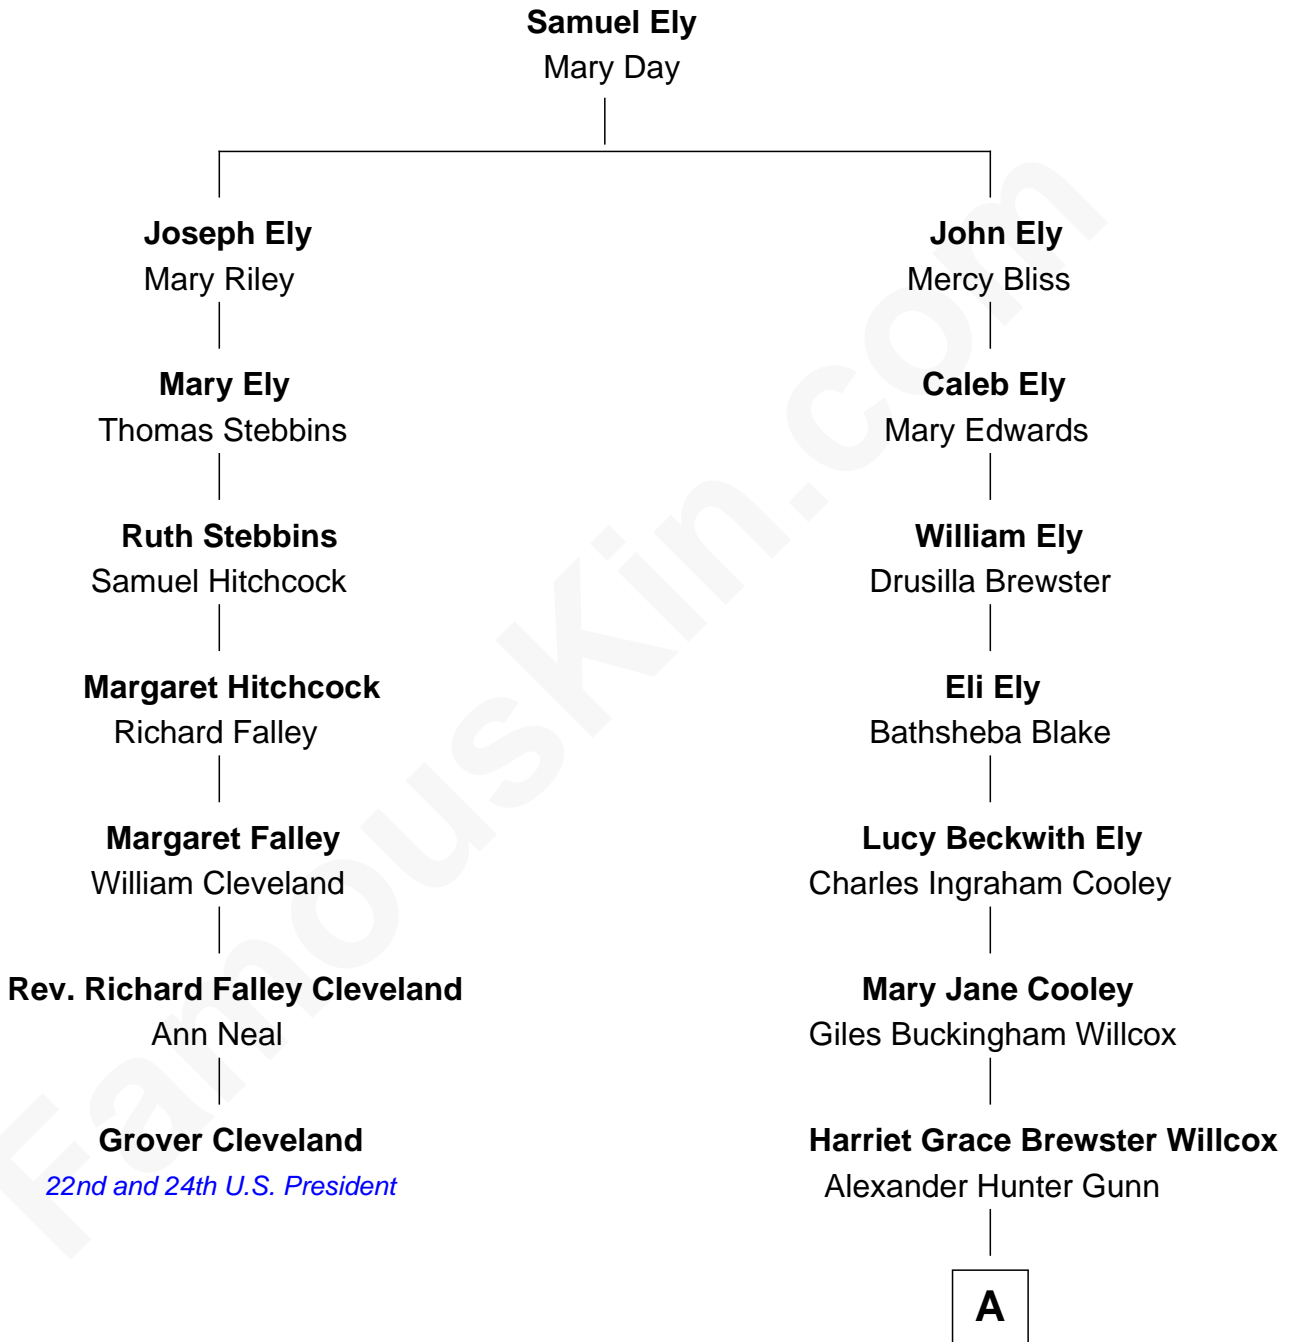 Samuel Ely
Mary Day
Joseph Ely
Mary Riley
John Ely
Mercy Bliss
Mary Ely
Thomas Stebbins
Caleb Ely
Mary Edwards
Ruth Stebbins
Samuel Hitchcock
William Ely
Drusilla Brewster
Margaret Hitchcock
Richard Falley
Eli Ely
Bathsheba Blake
Margaret Falley
William Cleveland
Lucy Beckwith Ely
Charles Ingraham Cooley
Rev. Richard Falley Cleveland
Ann Neal
Mary Jane Cooley
Giles Buckingham Willcox
Grover Cleveland
22nd and 24th U.S. President
Harriet Grace Brewster Willcox
Alexander Hunter Gunn
A
FamousKin.com